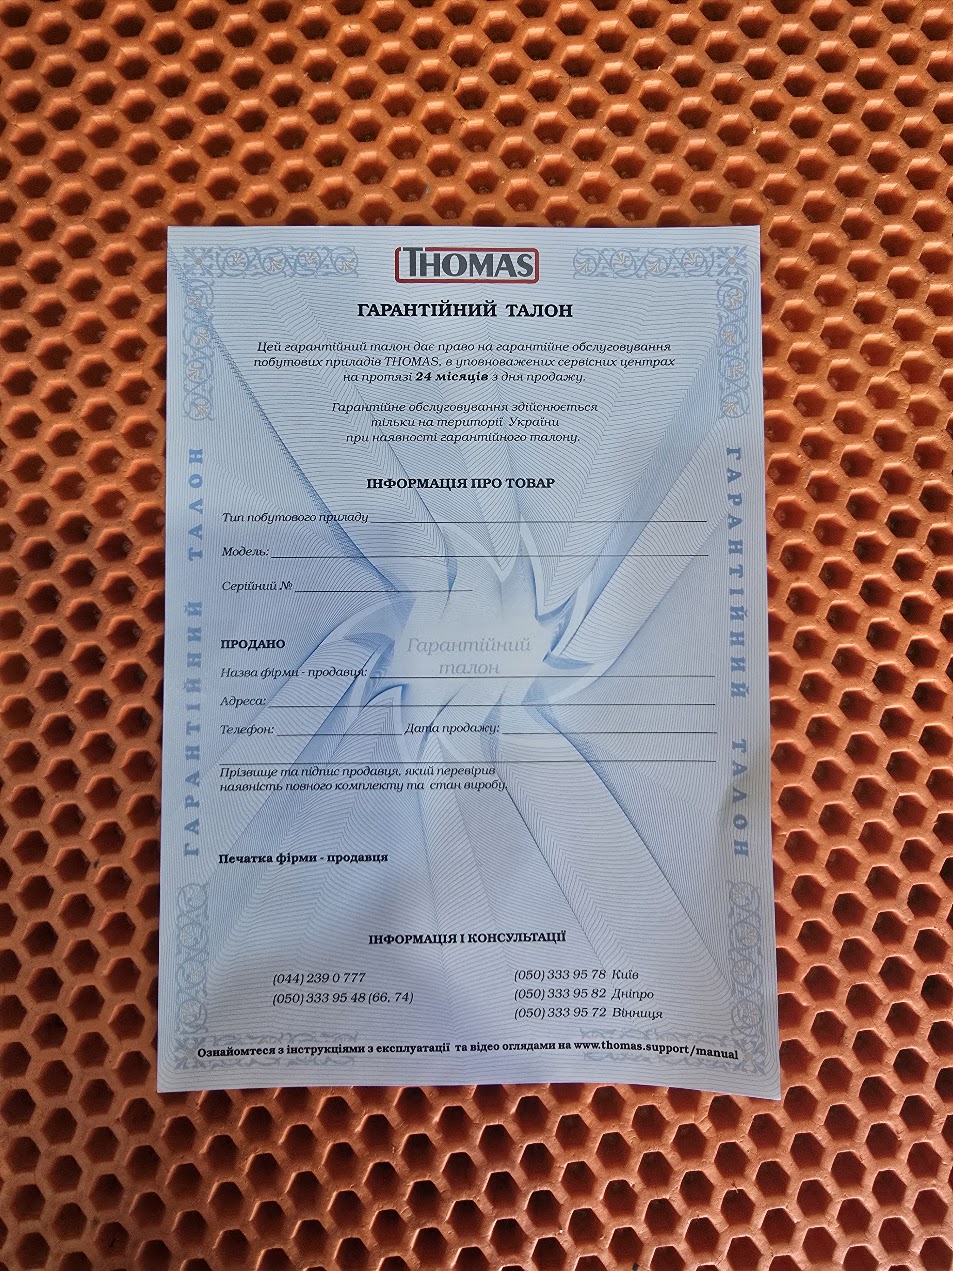 THOMAS
ГАРАНТІЙНИЙ ТАЛОН
Цей гарантійний талон дає право на гарантійне обслуговування
побутових приладів THOMAS, в уповноважених сервісних центрах
на протязі 24 місяців з дня продажу.
Гарантійне обслуговування здійснюється
тільки на території України
при наявності гарантійного талону.
ІНФОРМАЦІЯ ПРО ТОВАР
Тип побутового приладу
Модель:
Серійний №
ПРОДАНО
Гарантійний
талон
Назва фірми - продавця:
Адреса:
Телефон: Дата продажу:
Прізвище та підпис продавця, який перевірив
наявність повного комплекту та стан виробу.
Печатка фірми - продавця
ІНФОРМАЦІЯ І КОНСУЛЬТАЦІЇ
(044) 239 0 777
(050) 333 95 48 (66, 74)
(050) 333 95 78 Київ
(050) 333 95 82 Дніпро
(050) 333 95 72 Вінниця
Ознайомтеся з інструкціями з експлуатації та відео оглядами на www.thomas.support/manual
ГАРАНТІЙНИЙ ТАЛОН
ГАРАНТІЙНИЙ ТАЛОН